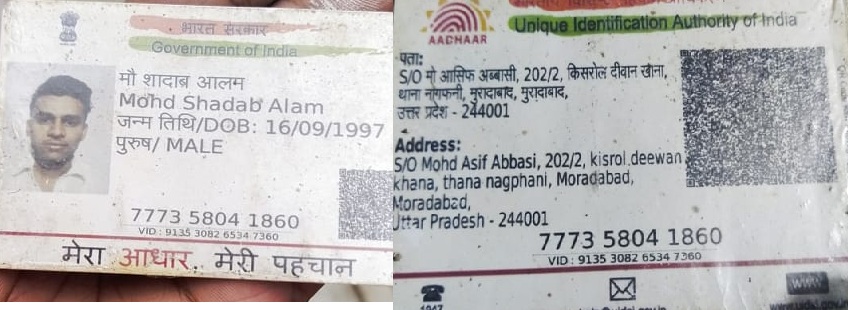 भारत सरकार
Government of India
मौ शादाब आलम
Mohd Shadab Alam
जन्म तिथि/DOB: 16/09/1997
पुरुष/ MALE
7773 5804 1860
VID : 9135 3082 6534 7360
मेरा आधार, मेरी पहचान
Unique Identification Authority of India
AADHAAR
पता:
S/O मो आसिफ अब्बासी, 202/2, किसरोल दीवान खाना,
थाना नागफनी, मुरादाबाद, मुरादाबाद,
उत्तर प्रदेश - 244001
Address:
S/O Mohd Asif Abbasi, 202/2, kisrol deewan
khana, thana nagphani, Moradabad,
Moradabad,
Uttar Pradesh - 244001
7773 5804 1860
VID : 9135 3082 6534 7360
1947
www